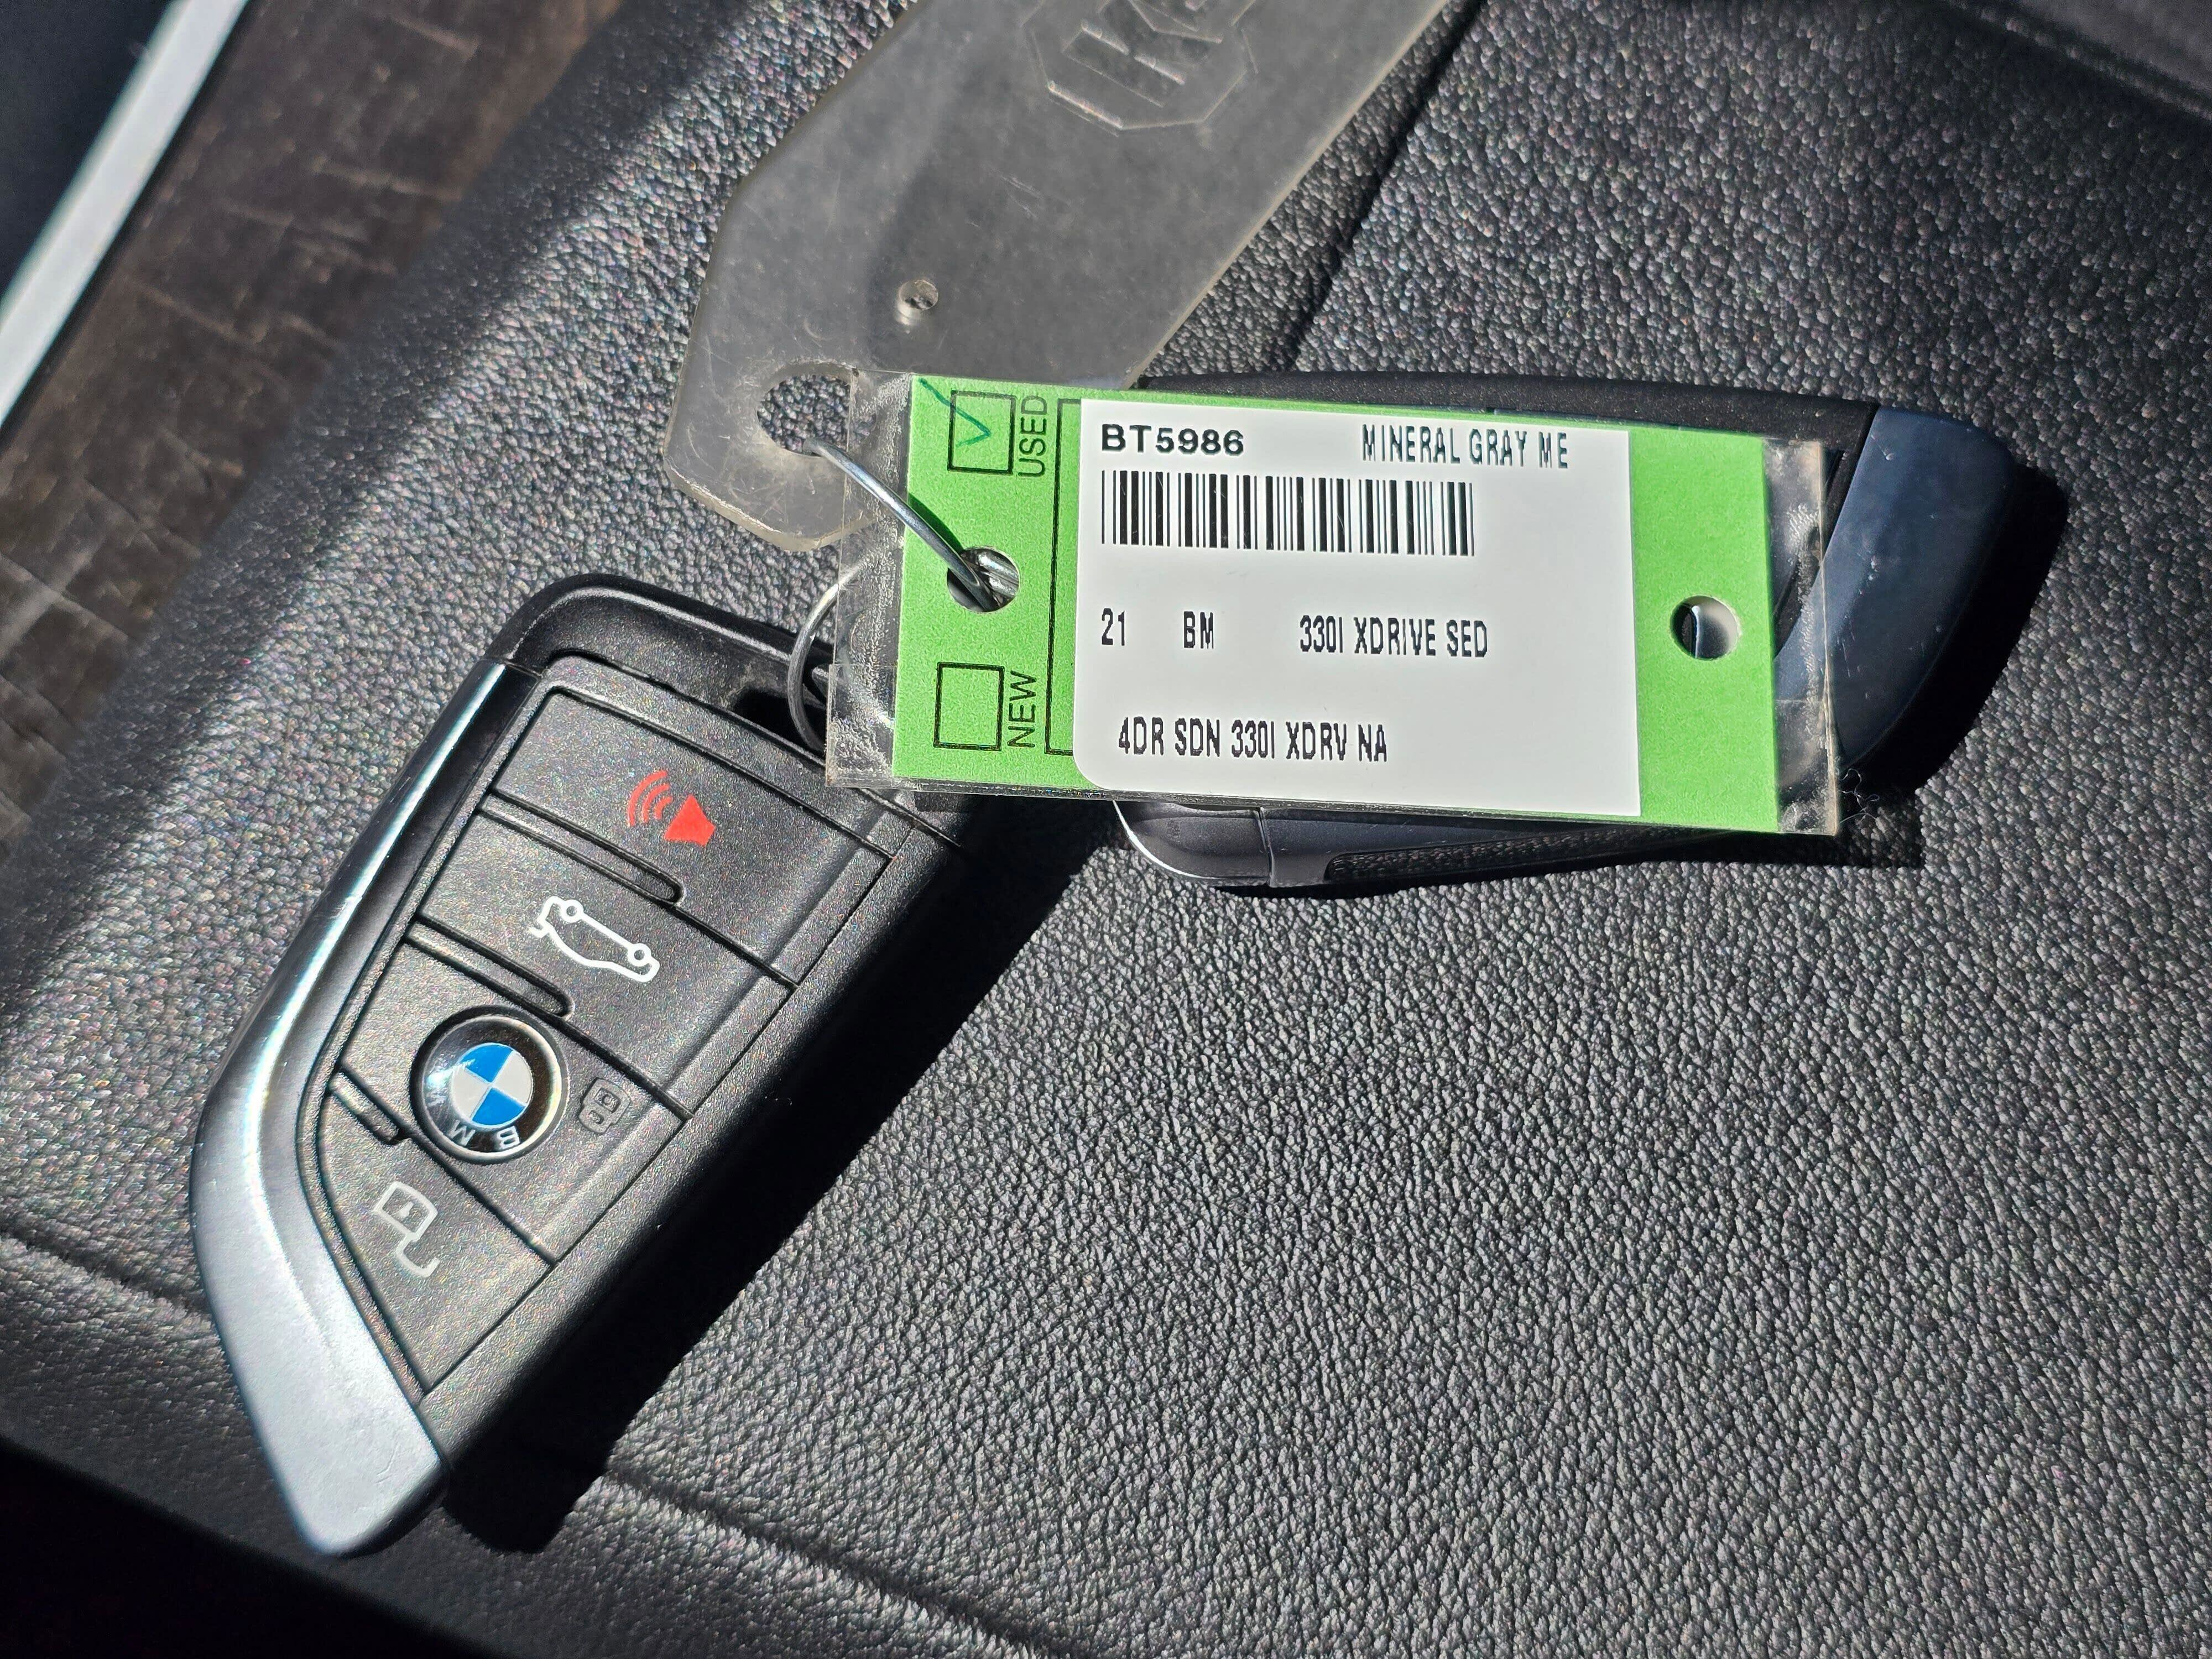 USED
NEW
BT5986 MINERAL GRAY ME
21 BM 330I XDRIVE SED
4DR SDN 330I XDRV NA
BMW